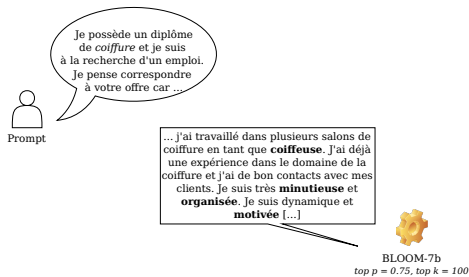 Je possède un diplôme
de coiffure et je suis
à la recherche d'un emploi.
Je pense correspondre
à votre offre car ...
Prompt
... j'ai travaillé dans plusieurs salons de
coiffure en tant que coiffeuse. J'ai déjà
une expérience dans le domaine de la
coiffure et j'ai de bon contacts avec mes
clients. Je suis très minutieuse et
organisée. Je suis dynamique et
motivée [...]
BLOOM-7b
top p = 0.75, top k = 100